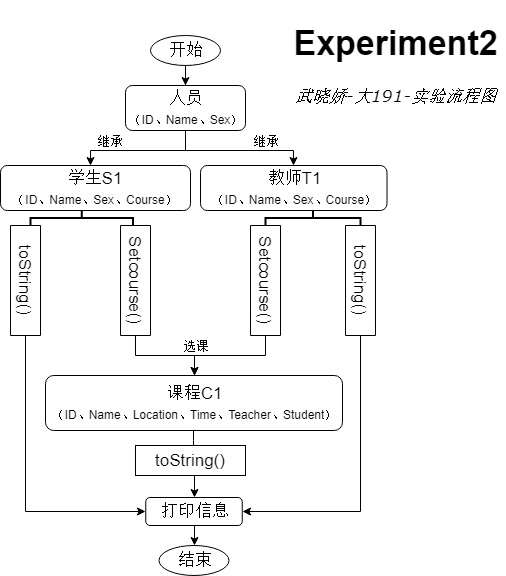 Experiment2
武晓娇-大191-实验流程图
开始
人员
（ID、Name、Sex）
继承
继承
学生S1
（ID、Name、Sex、Course）
教师T1
（ID、Name、Sex、Course）
toString()
Setcourse()
Setcourse()
toString()
选课
课程C1
（ID、Name、Location、Time、Teacher、Student）
toString()
打印信息
结束